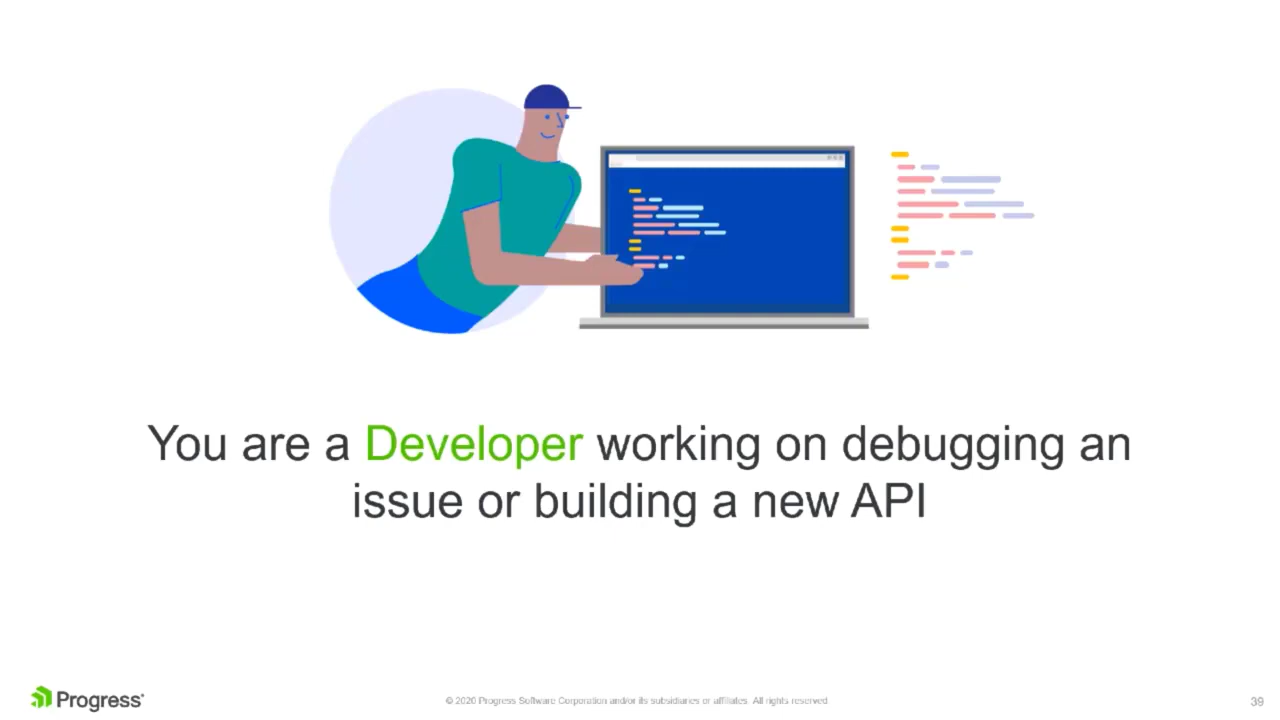 You are a Developer working on debugging an
issue or building a new API
Progress
© 2020 Progress Software Corporation and/or its subsidiaries or affiliates. All rights reserved.
39